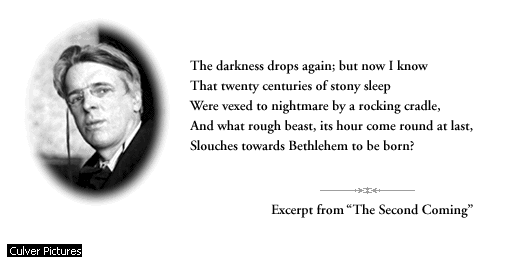 The darkness drops again; but now I know
That twenty centuries of stony sleep
Were vexed to nightmare by a rocking cradle,
And what rough beast, its hour come round at last,
Slouches towards Bethlehem to be born?
Excerpt from “The Second Coming”
Culver Pictures